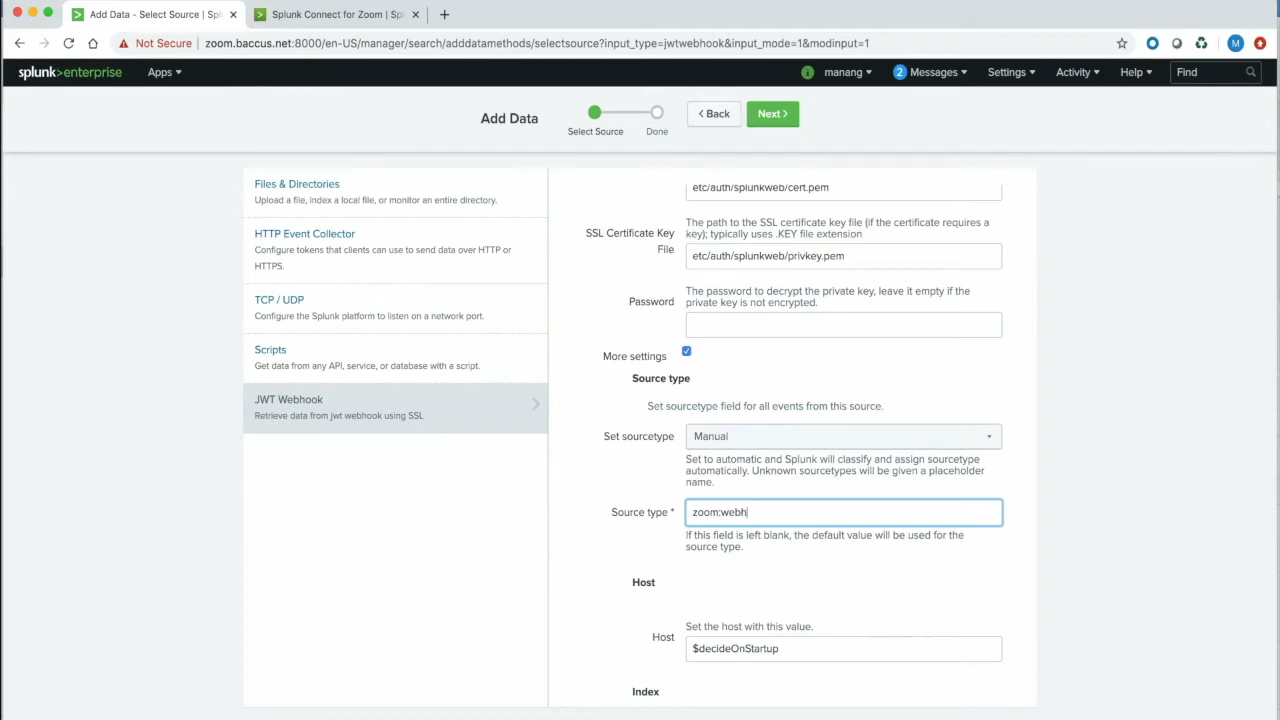 Add Data - Select Source | Spl
Splunk Connect for Zoom | Spl
Not Secure
zoom.baccus.net:8000/en-US/manager/search/adddatamethods/selectsource?input_type=jwtwebhook&input_mode=1&modinput=1
M
splunk>enterprise
Apps
i
manang
2 Messages
Settings
Activity
Help
Find
Add Data
Select Source
Done
< Back
Next >
Files & Directories
Upload a file, index a local file, or monitor an entire directory.
HTTP Event Collector
Configure tokens that clients can use to send data over HTTP or
HTTPS.
TCP / UDP
Configure the Splunk platform to listen on a network port.
Scripts
Get data from any API, service, or database with a script.
JWT Webhook
Retrieve data from jwt webhook using SSL
etc/auth/splunkweb/cert.pem
The path to the SSL certificate key file (if the certificate requires a
key); typically uses .KEY file extension
SSL Certificate Key
File
etc/auth/splunkweb/privkey.pem
The password to decrypt the private key, leave it empty if the
private key is not encrypted.
Password
More settings
Source type
Set sourcetype field for all events from this source.
Set sourcetype
Manual
Set to automatic and Splunk will classify and assign sourcetype
automatically. Unknown sourcetypes will be given a placeholder
name.
Source type *
zoom:webh
If this field is left blank, the default value will be used for the
source type.
Host
Set the host with this value.
Host
$decideOnStartup
Index